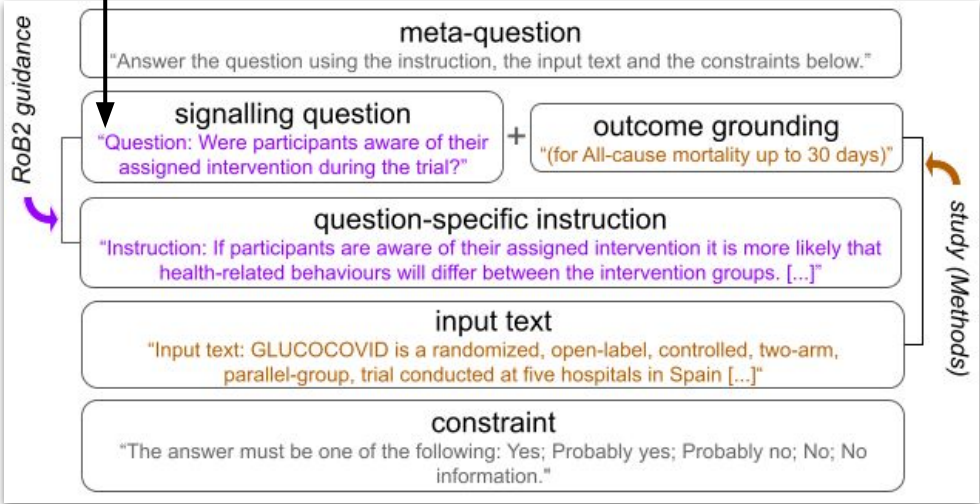 meta-question
“Answer the question using the instruction, the input text and the constraints below.”
RoB2 guidance
signalling question
“Question: Were participants aware of their
assigned intervention during the trial?”
+
outcome grounding
“(for All-cause mortality up to 30 days)”
question-specific instruction
“Instruction: If participants are aware of their assigned intervention it is more likely that
health-related behaviours will differ between the intervention groups. [...]”
study (Methods)
input text
“Input text: GLUCOCOVID is a randomized, open-label, controlled, two-arm,
parallel-group, trial conducted at five hospitals in Spain [...]“
constraint
“The answer must be one of the following: Yes; Probably yes; Probably no; No; No
information."